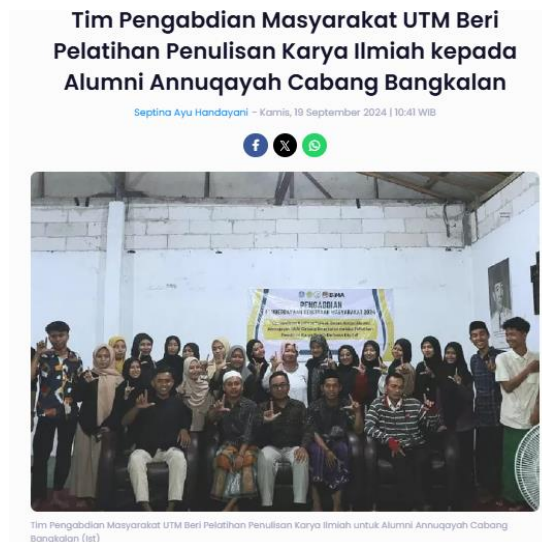 Tim Pengabdian Masyarakat UTM Beri
Pelatihan Penulisan Karya Ilmiah kepada
Alumni Annuqayah Cabang Bangkalan
Septina Ayu Handayani - Kamis, 19 September 2024 | 10:41 WIB
BIMA
PENGABDIAN
Tim Pengabdian Masyarakat UTM Beri Pelatihan Penulisan Karya Ilmiah untuk Alumni Annuqayah Cabang
Bangkalan (Ist)